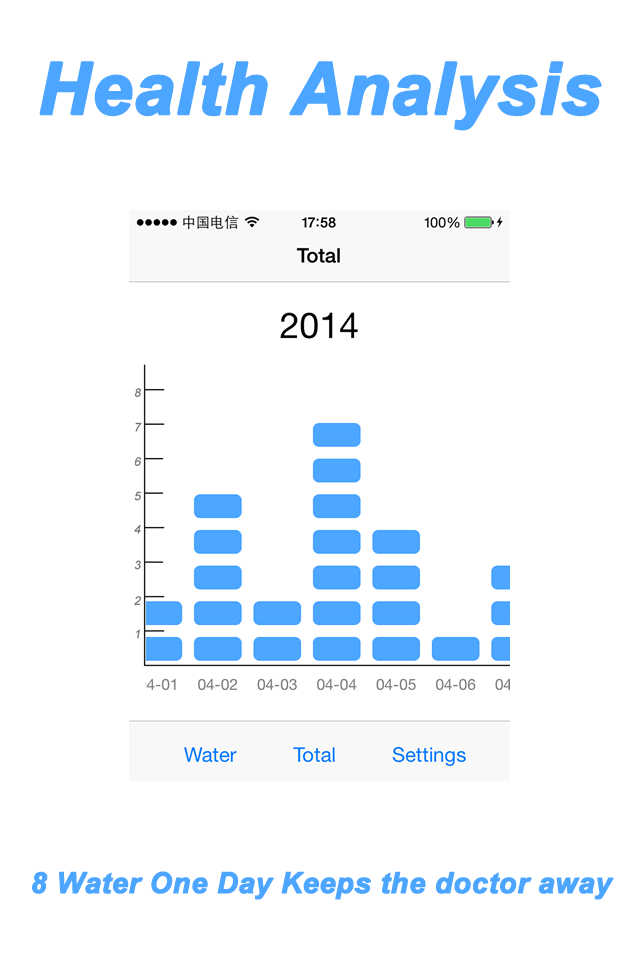 Health Analysis
中国电信 17:58 100%
Total
2014
8
7
6
5
4
3
2
1
4-01 04-02 04-03 04-04 04-05 04-06 04
Water Total Settings
8 Water One Day Keeps the doctor away